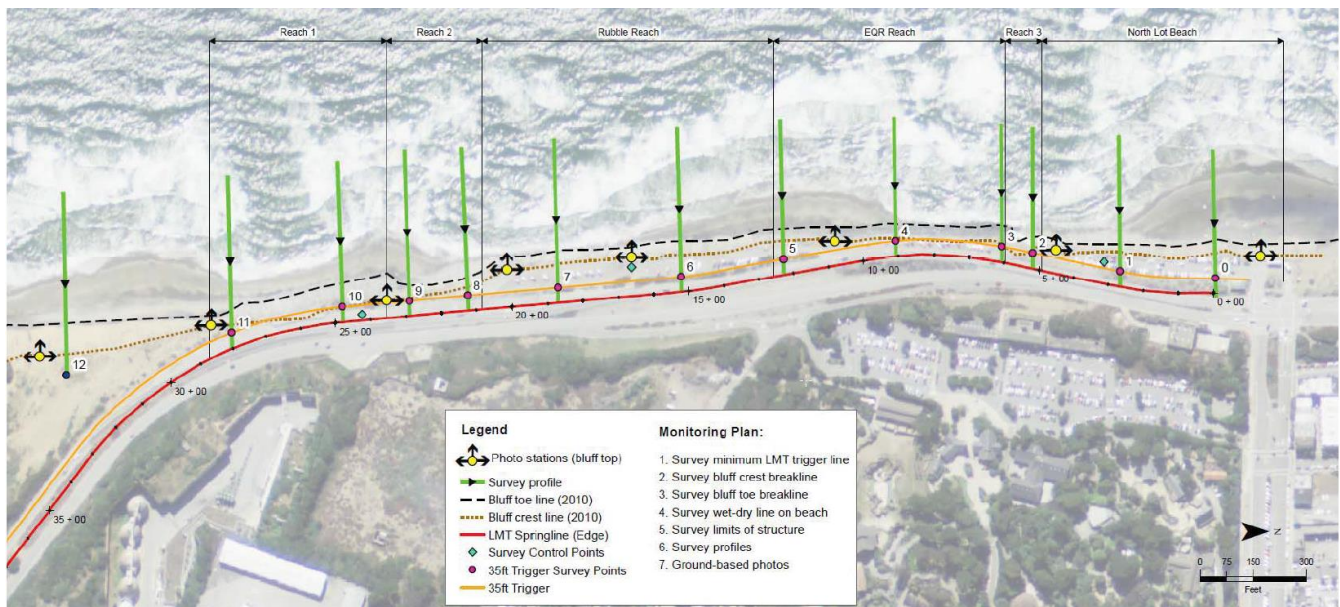 Reach 1
Reach 2
Rubble Reach
EQR Reach
Reach 3
North Lot Beach
4
3
2
5
1
0
6
7
8
9
10
11
12
10 + 00
5 + 00
0 + 00
15 + 00
20 + 00
25 + 00
30 + 00
35 + 00
Legend
Photo stations (bluff top)
Survey profile
Bluff toe line (2010)
Bluff crest line (2010)
LMT Springline (Edge)
Survey Control Points
35ft Trigger Survey Points
35ft Trigger
Monitoring Plan:
1. Survey minimum LMT trigger line
2. Survey bluff crest breakline
3. Survey bluff toe breakline
4. Survey wet-dry line on beach
5. Survey limits of structure
6. Survey profiles
7. Ground-based photos
N
0 75 150 300
Feet